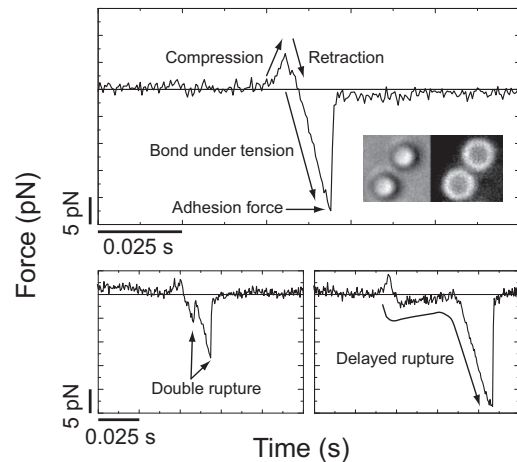 Compression
Retraction
Bond under tension
Adhesion force
5 pN
0.025 s
Force (pN)
Double rupture
Delayed rupture
5 pN
0.025 s
Time (s)